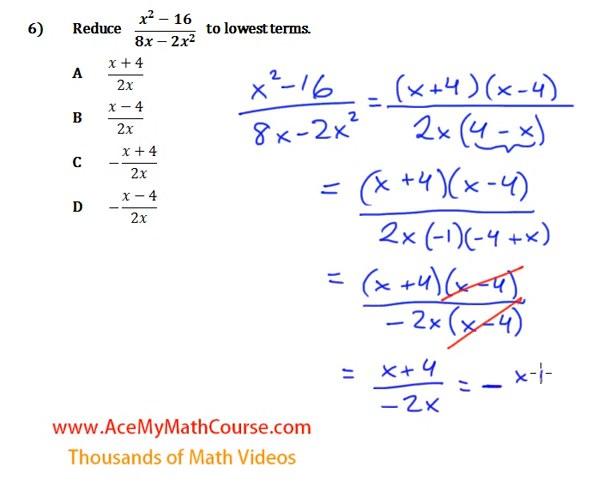 6) Reduce (x² − 16)/(8x − 2x²) to lowest terms.
A (x + 4)/(2x)
B (x − 4)/(2x)
C −(x + 4)/(2x)
D −(x − 4)/(2x)
(x² − 16)/(8x − 2x²) = ((x+4)(x−4))/(2x(4 − x))
= ((x+4)(x−4))/(2x(−1)(−4+x))
= ((x+4)(x−4))/(−2x(x−4))
= (x+4)/(−2x) = − x
www.AceMyMathCourse.com
Thousands of Math Videos